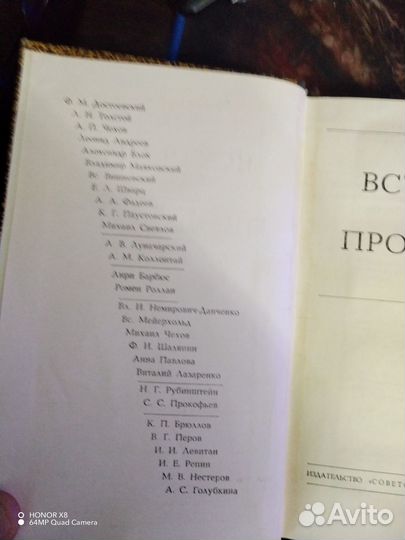 Ф. М. Достоевский
Л. Н. Толстой
А. П. Чехов
Леонид Андреев
Александр Блок
Владимир Маяковский
Вс. Вишневский
Е. Л. Шварц
А. А. Фадеев
К. Г. Паустовский
Михаил Светлов
А. В. Луначарский
А. М. Коллонтай
Анри Барбюс
Ромен Роллан
Вл. И. Немирович-Данченко
Вс. Мейерхольд
Михаил Чехов
Ф. И. Шаляпин
Анна Павлова
Виталий Лазаренко
Н. Г. Рубинштейн
С. С. Прокофьев
К. П. Брюллов
В. Г. Перов
И. И. Левитан
И. Е. Репин
М. В. Нестеров
А. С. Голубкина
ВСТ
ПРО
ИЗДАТЕЛЬСТВО «СОВЕТ
HONOR X8
64MP Quad Camera
Avito